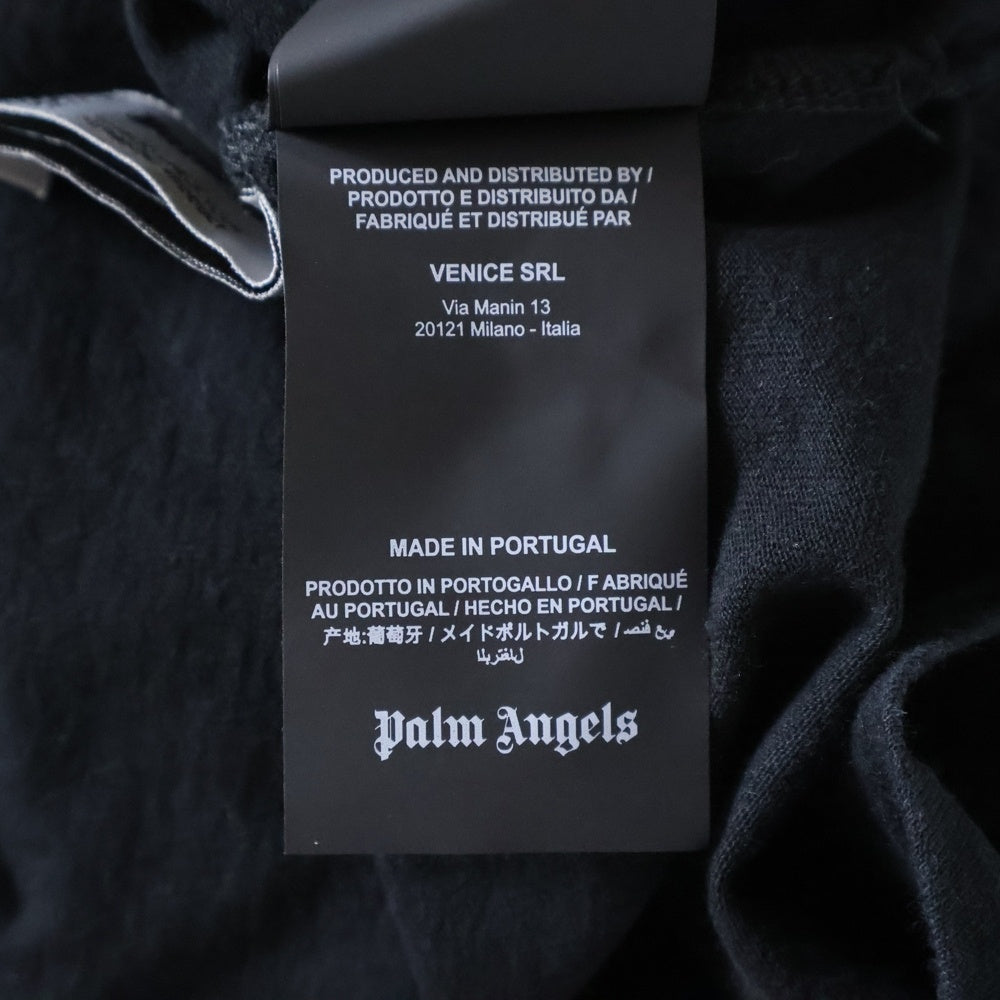 PRODUCED AND DISTRIBUTED BY /
PRODOTTO E DISTRIBUITO DA /
FABRIQUÉ ET DISTRIBUÉ PAR
VENICE SRL
Via Manin 13
20121 Milano - Italia
MADE IN PORTUGAL
PRODOTTO IN PORTOGALLO / F ABRIQUÉ
AU PORTUGAL / HECHO EN PORTUGAL /
产地:葡萄牙 / メイドポルトガルで /
Palm Angels